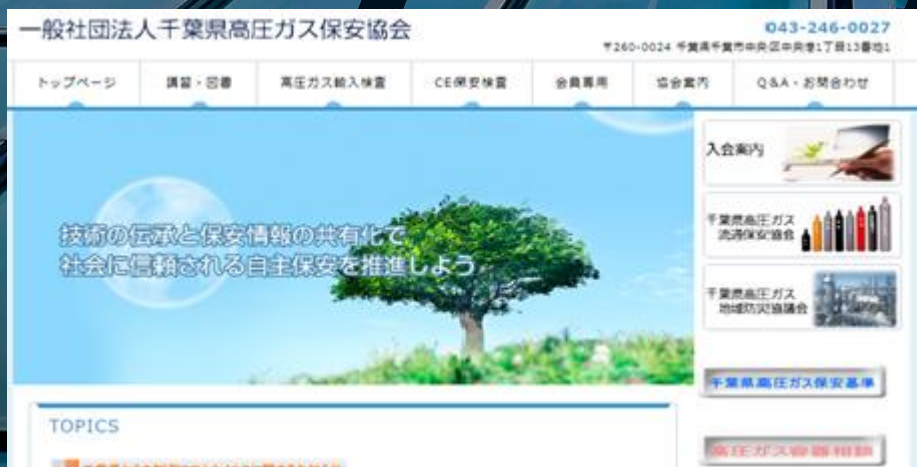 一般社団法人千葉県高圧ガス保安協会
043-246-0027
〒260-0024 千葉県千葉市中央区中央港1丁目13番地1
トップページ
講習・図書
高圧ガス輸入検査
CE保安検査
会員専用
協会案内
Q&A・お問合わせ
技術の伝承と保安情報の共有化で
社会に信頼される自主保安を推進しよう
入会案内
千葉県高圧ガス
流通保安協会
千葉県高圧ガス
地域防災協議会
千葉県高圧ガス保安基準
高圧ガス容器相談
TOPICS